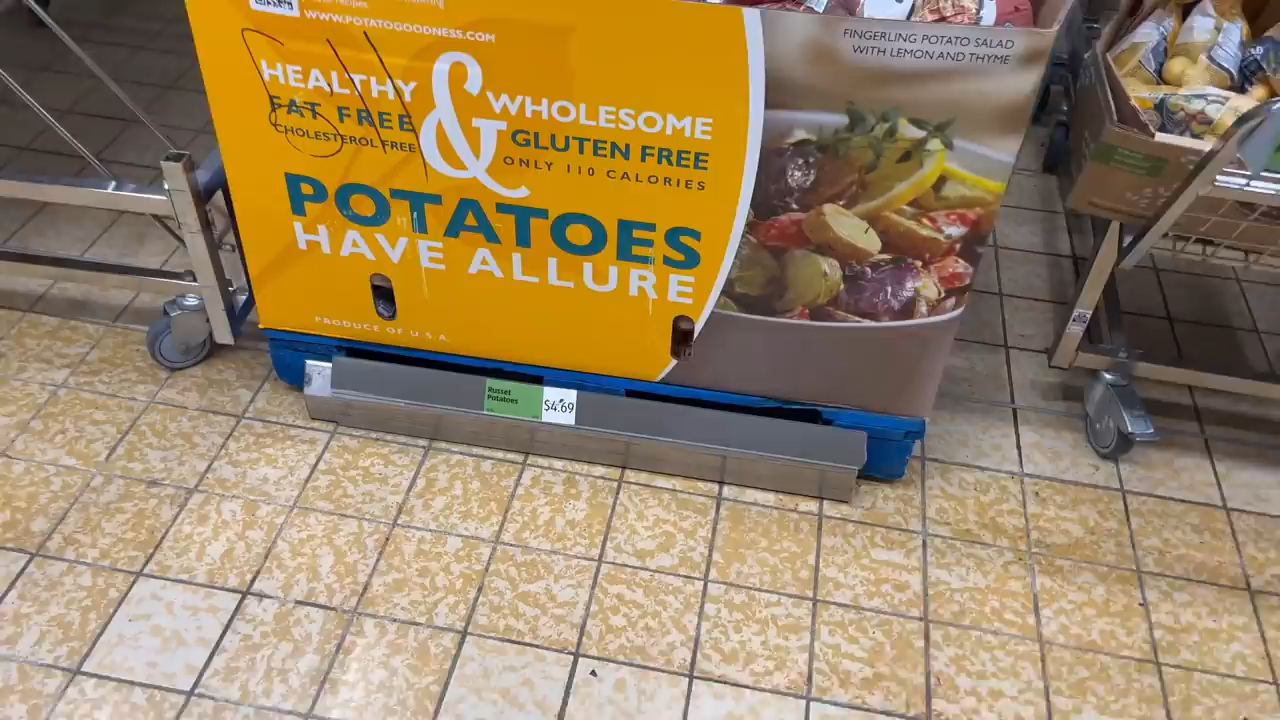 WWW.POTATOGOODNESS.COM
HEALTHY
FAT FREE
CHOLESTEROL FREE
&
WHOLESOME
GLUTEN FREE
ONLY 110 CALORIES
POTATOES
HAVE ALLURE
PRODUCE OF U.S.A.
FINGERLING POTATO SALAD
WITH LEMON AND THYME
Russet
Potatoes
$4.69